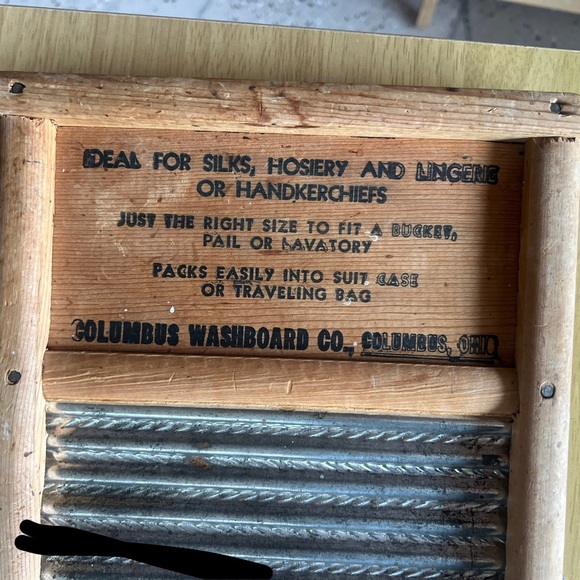 IDEAL FOR SILKS, HOSIERY AND LINGERIE
OR HANDKERCHIEFS
JUST THE RIGHT SIZE TO FIT A BUCKET,
PAIL OR LAVATORY
PACKS EASILY INTO SUIT CASE
OR TRAVELING BAG
COLUMBUS WASHBOARD CO., COLUMBUS, OHIO